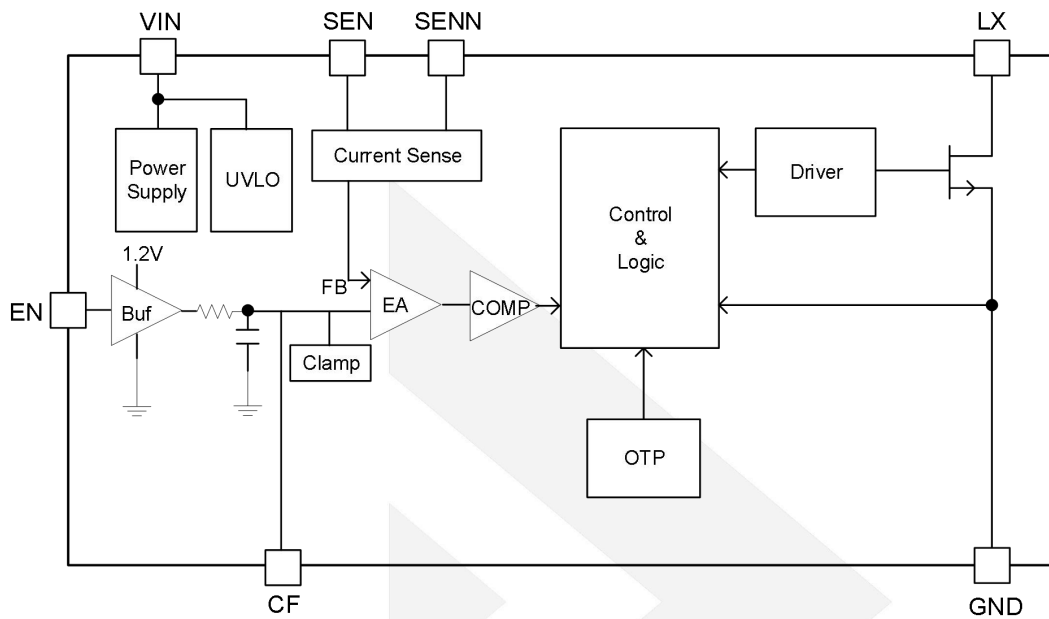 VIN
SEN
SENN
LX
Power
Supply
UVLO
Current Sense
Control
&
Logic
Driver
1.2V
EN
Buf
FB
EA
COMP
Clamp
OTP
CF
GND